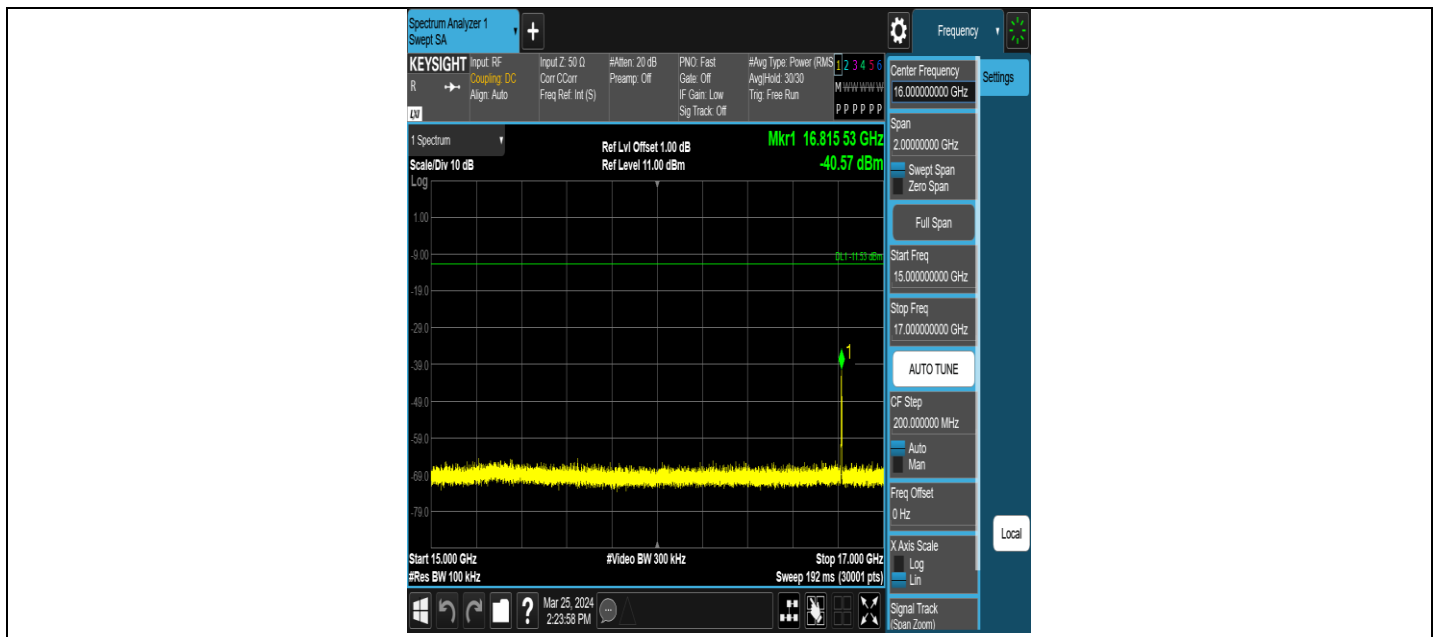 Spectrum Analyzer 1
Swept SA
+
Frequency
KEYSIGHT
R
LXI
Input: RF
Coupling: DC
Align: Auto
Input Z: 50 Ω
Corr CCorr
Freq Ref: Int (S)
#Atten: 20 dB
Preamp: Off
PNO: Fast
Gate: Off
IF Gain: Low
Sig Track: Off
#Avg Type: Power (RMS
Avg|Hold: 30/30
Trig: Free Run
1 2 3 4 5 6
M W W W W W
P P P P P P
1 Spectrum
Scale/Div 10 dB
Ref Lvl Offset 1.00 dB
Ref Level 11.00 dBm
Mkr1 16.815 53 GHz
-40.57 dBm
Log
1.00
-9.00
DL1 -11.53 dBm
-19.0
-29.0
1
-39.0
-49.0
-59.0
-69.0
-79.0
Start 15.000 GHz
#Video BW 300 kHz
Stop 17.000 GHz
#Res BW 100 kHz
Sweep 192 ms (30001 pts)
Mar 25, 2024
2:23:58 PM
?
Center Frequency
16.000000000 GHz
Settings
Span
2.00000000 GHz
Swept Span
Zero Span
Full Span
Start Freq
15.000000000 GHz
Stop Freq
17.000000000 GHz
AUTO TUNE
CF Step
200.000000 MHz
Auto
Man
Freq Offset
0 Hz
Local
X Axis Scale
Log
Lin
Signal Track
(Span Zoom)